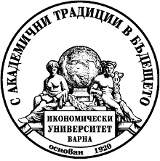 С АКАДЕМИЧНИ ТРАДИЦИИ В БЪДЕЩЕТО
ИКОНОМИЧЕСКИ
УНИВЕРСИТЕТ
ВАРНА
основан 1920